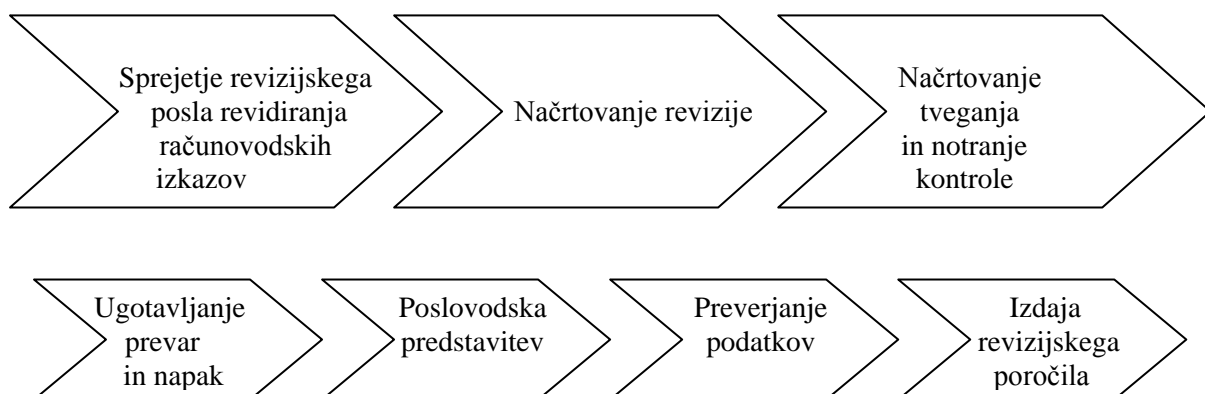 Sprejetje revizijskega
posla revidiranja
računovodskih
izkazov
Načrtovanje revizije
Načrtovanje
tveganja
in notranje
kontrole
Ugotavljanje
prevar
in napak
Poslovodska
predstavitev
Preverjanje
podatkov
Izdaja
revizijskega
poročila